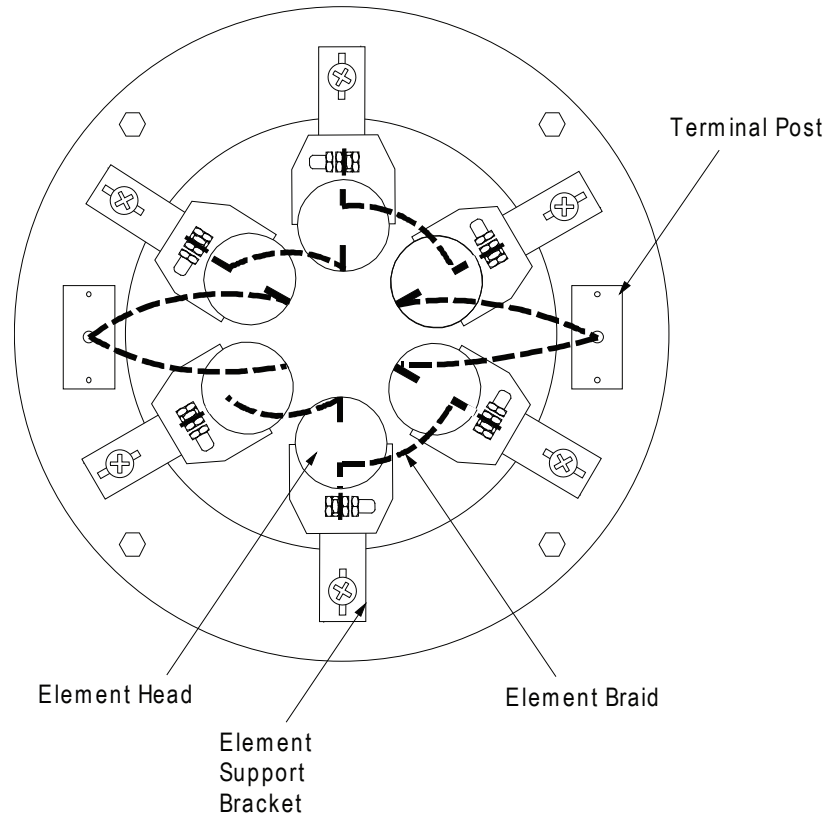 Terminal Post
Element Head
Element Braid
Element
Support
Bracket